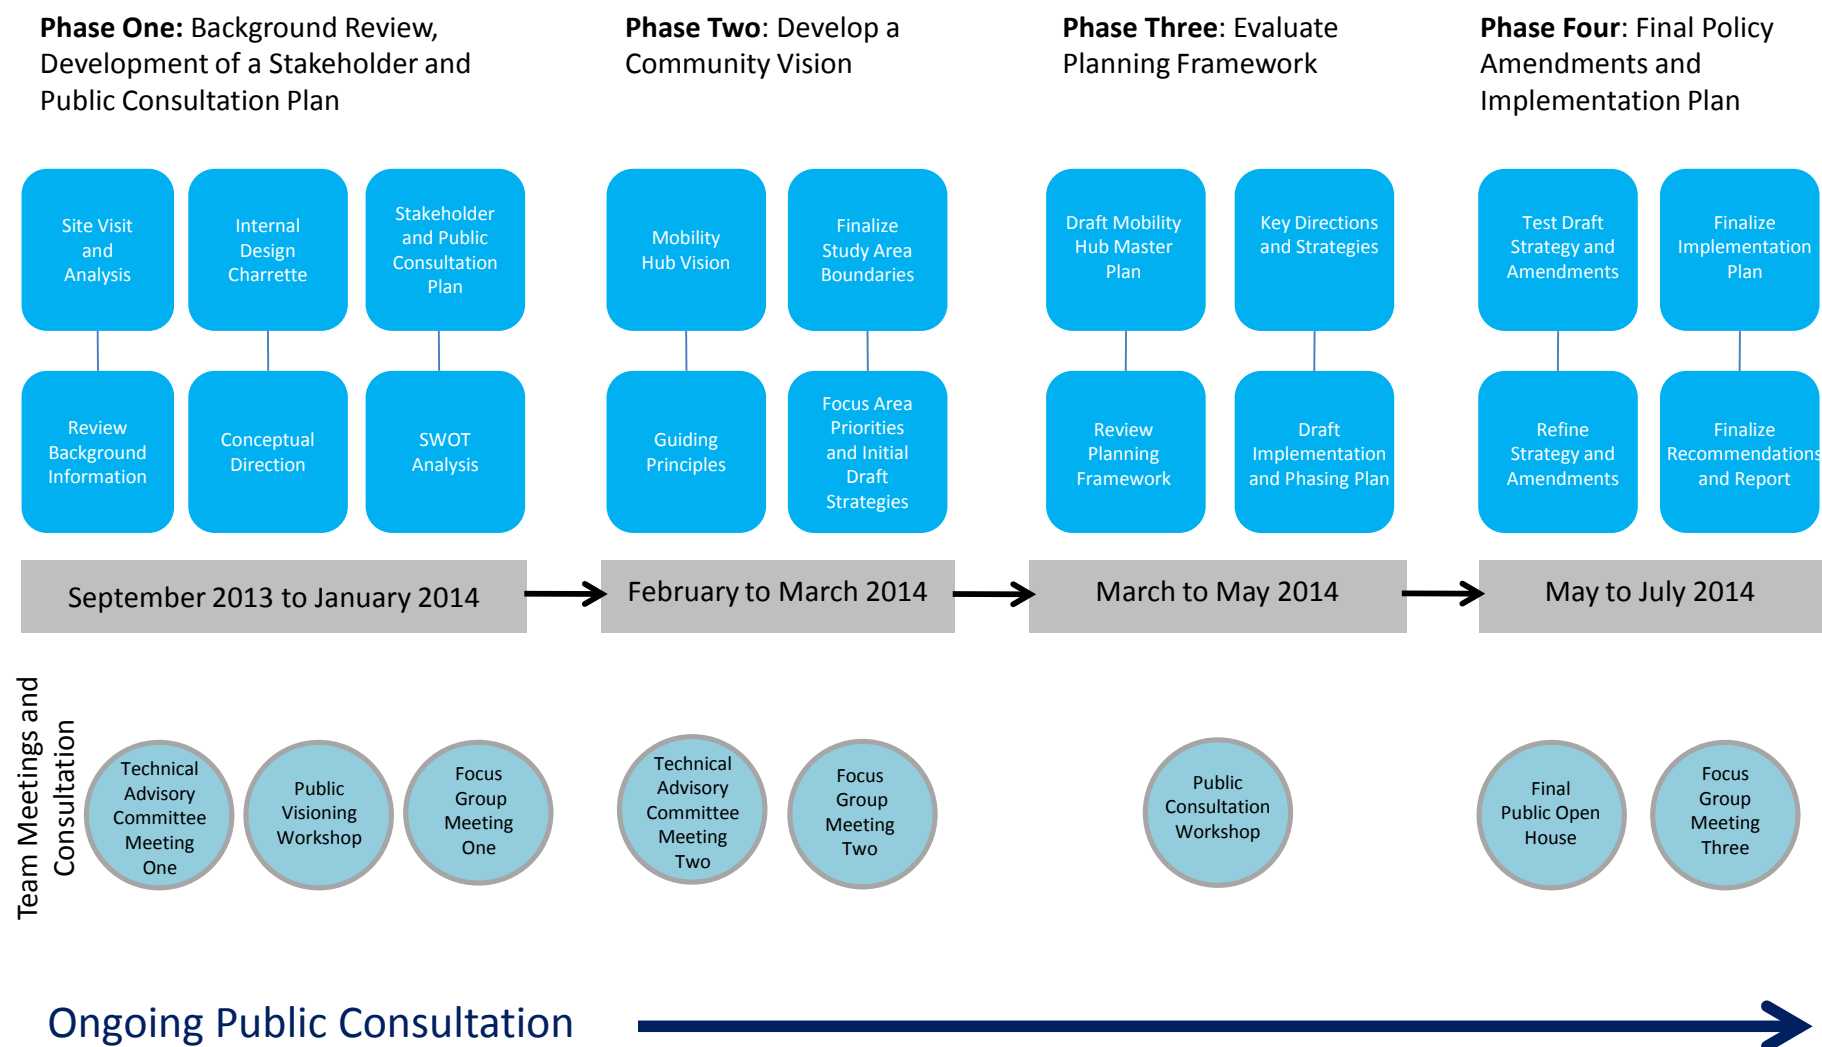 Phase One: Background Review,
Development of a Stakeholder and
Public Consultation Plan
Phase Two: Develop a
Community Vision
Phase Three: Evaluate
Planning Framework
Phase Four: Final Policy
Amendments and
Implementation Plan
Site Visit
and
Analysis
Internal
Design
Charrette
Stakeholder
and Public
Consultation
Plan
Mobility
Hub Vision
Finalize
Study Area
Boundaries
Draft Mobility
Hub Master
Plan
Key Directions
and Strategies
Test Draft
Strategy and
Amendments
Finalize
Implementation
Plan
Review
Background
Information
Conceptual
Direction
SWOT
Analysis
Guiding
Principles
Focus Area
Priorities
and Initial
Draft
Strategies
Review
Planning
Framework
Draft
Implementation
and Phasing Plan
Refine
Strategy and
Amendments
Finalize
Recommendations
and Report
September 2013 to January 2014
February to March 2014
March to May 2014
May to July 2014
Team Meetings and
Consultation
Technical
Advisory
Committee
Meeting
One
Public
Visioning
Workshop
Focus
Group
Meeting
One
Technical
Advisory
Committee
Meeting
Two
Focus
Group
Meeting
Two
Public
Consultation
Workshop
Final
Public Open
House
Focus
Group
Meeting
Three
Ongoing Public Consultation